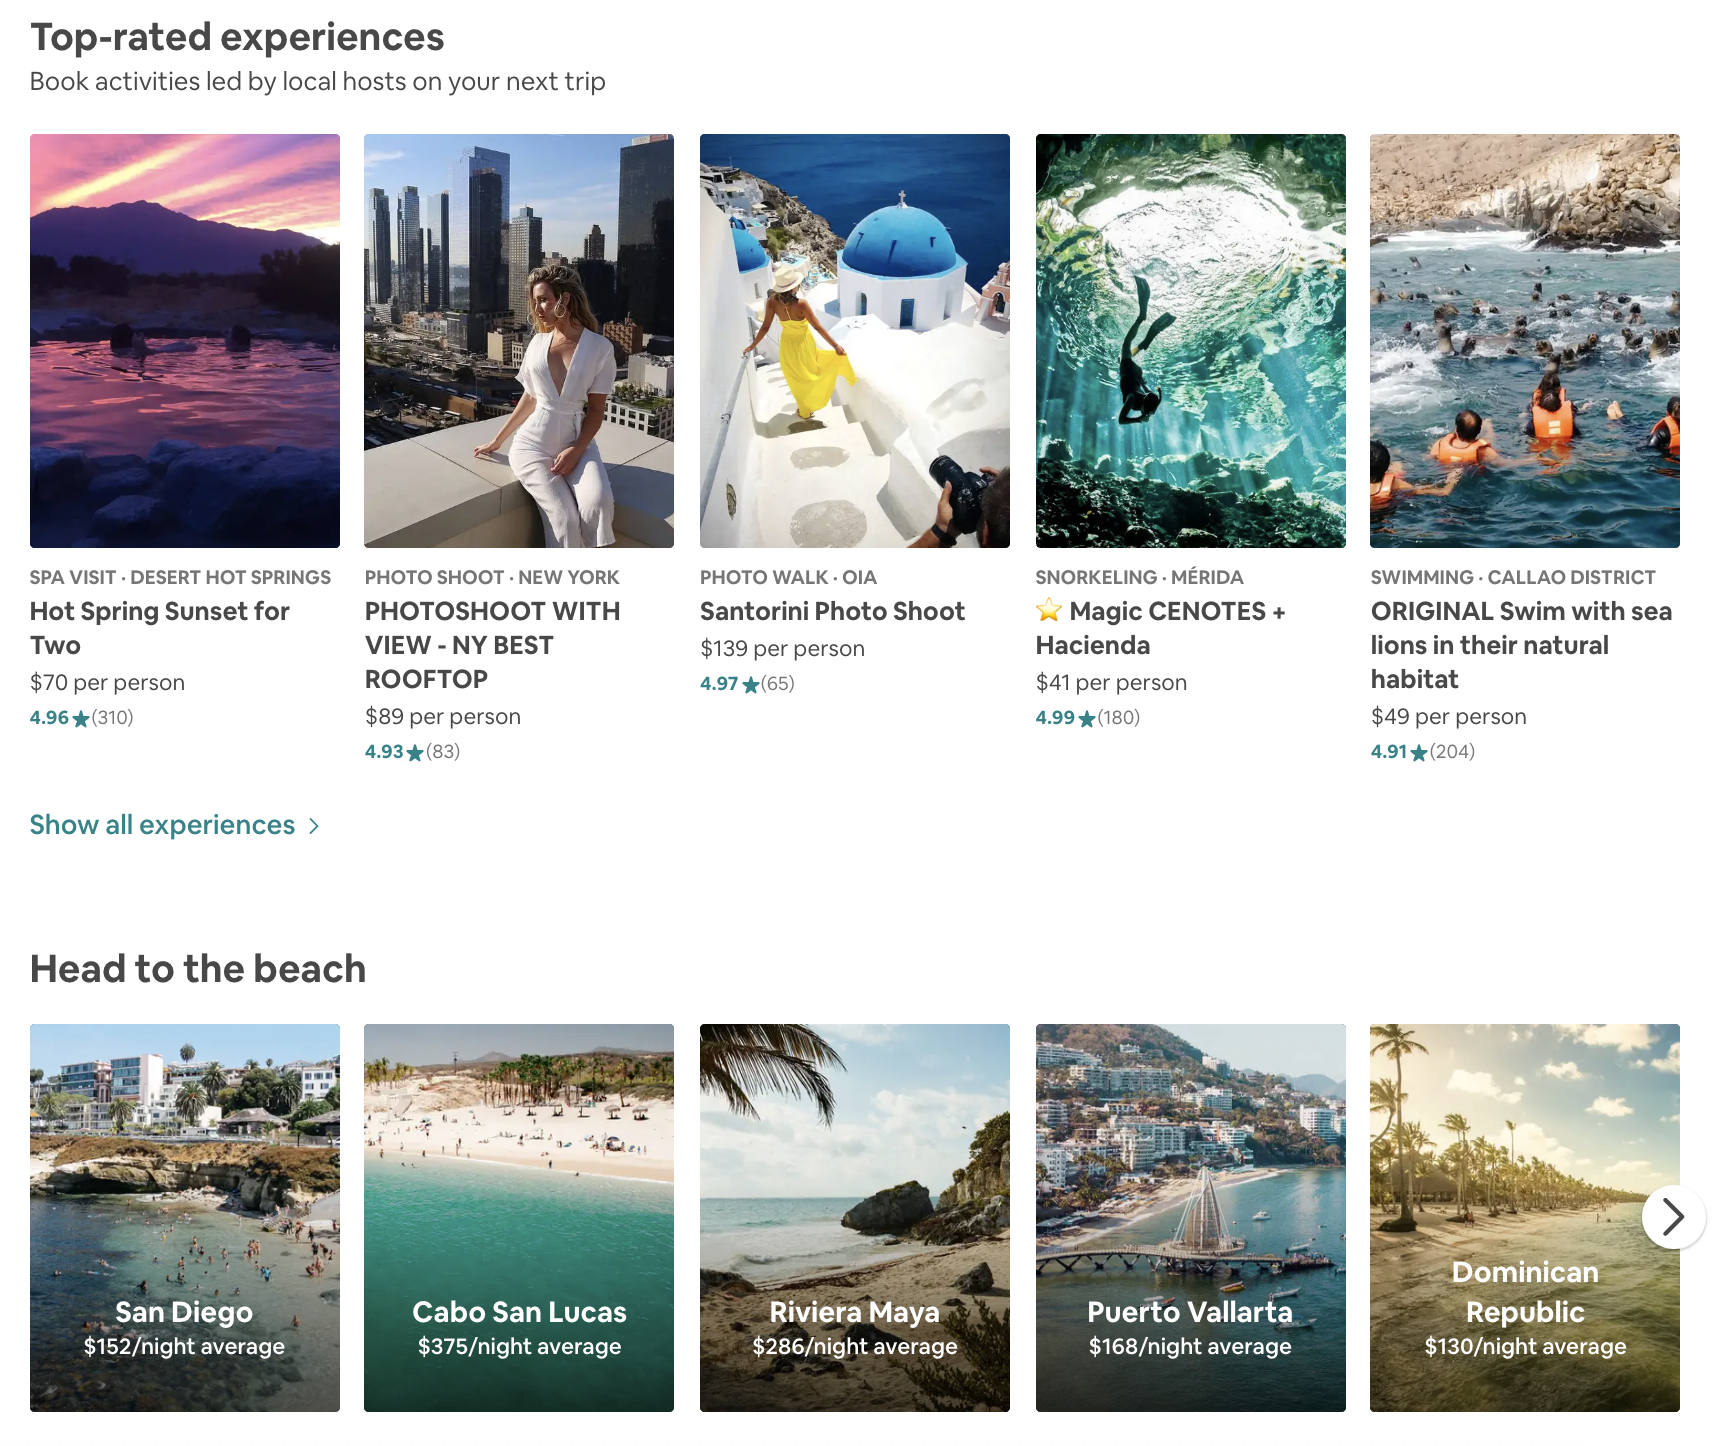 Top-rated experiences
Book activities led by local hosts on your next trip
SPA VISIT · DESERT HOT SPRINGS
Hot Spring Sunset for
Two
$70 per person
4.96★(310)
PHOTO SHOOT · NEW YORK
PHOTOSHOOT WITH
VIEW - NY BEST
ROOFTOP
$89 per person
4.93★(83)
PHOTO WALK · OIA
Santorini Photo Shoot
$139 per person
4.97★(65)
SNORKELING · MÉRIDA
⭐ Magic CENOTES +
Hacienda
$41 per person
4.99★(180)
SWIMMING · CALLAO DISTRICT
ORIGINAL Swim with sea
lions in their natural
habitat
$49 per person
4.91★(204)
Show all experiences >
Head to the beach
San Diego
$152/night average
Cabo San Lucas
$375/night average
Riviera Maya
$286/night average
Puerto Vallarta
$168/night average
Dominican
Republic
$130/night average